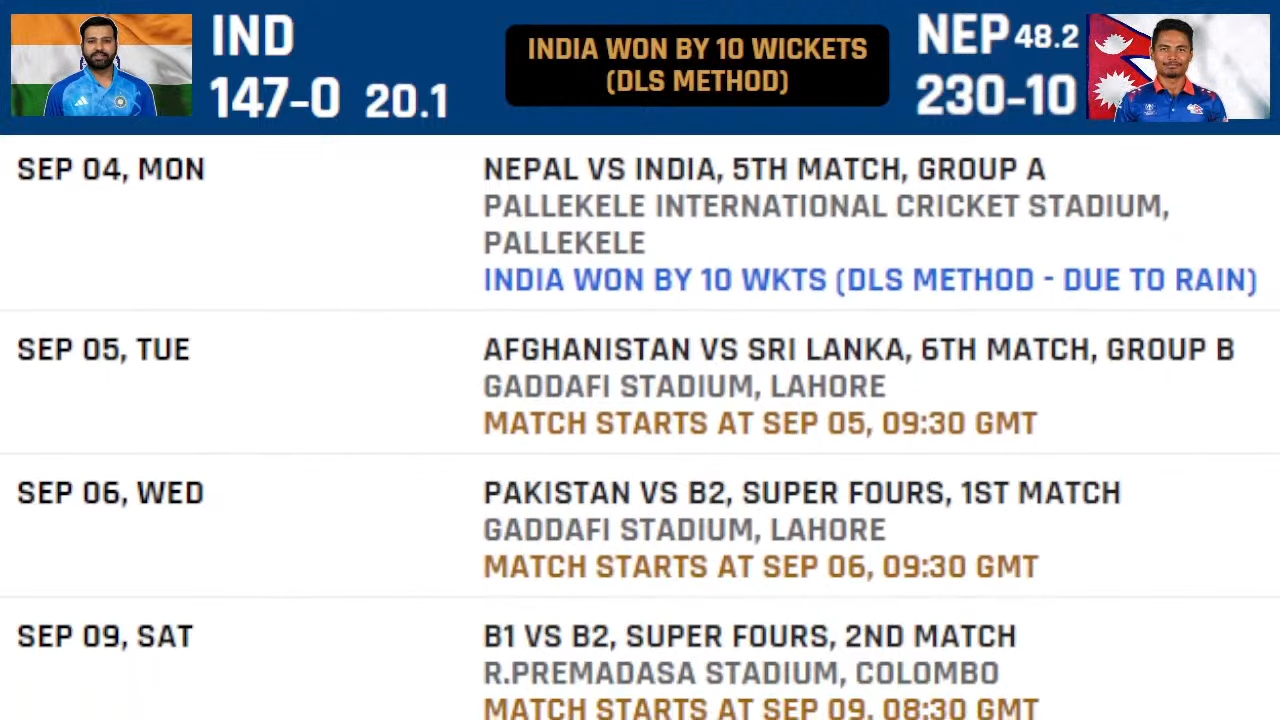 IND
147-0 20.1
INDIA WON BY 10 WICKETS
(DLS METHOD)
NEP 48.2
230-10
SEP 04, MON
NEPAL VS INDIA, 5TH MATCH, GROUP A
PALLEKELE INTERNATIONAL CRICKET STADIUM,
PALLEKELE
INDIA WON BY 10 WKTS (DLS METHOD - DUE TO RAIN)
SEP 05, TUE
AFGHANISTAN VS SRI LANKA, 6TH MATCH, GROUP B
GADDAFI STADIUM, LAHORE
MATCH STARTS AT SEP 05, 09:30 GMT
SEP 06, WED
PAKISTAN VS B2, SUPER FOURS, 1ST MATCH
GADDAFI STADIUM, LAHORE
MATCH STARTS AT SEP 06, 09:30 GMT
SEP 09, SAT
B1 VS B2, SUPER FOURS, 2ND MATCH
R.PREMADASA STADIUM, COLOMBO
MATCH STARTS AT SEP 09, 08:30 GMT